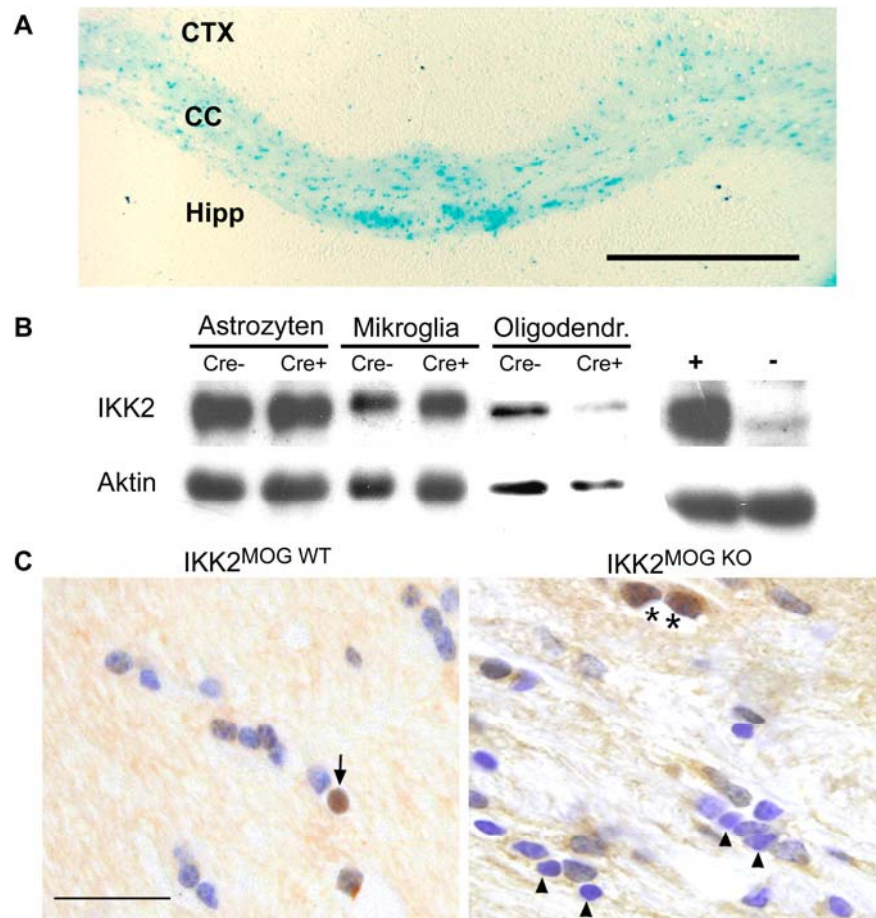 A
CTX
CC
Hipp
B
Astrozyten Mikroglia Oligodendr.
Cre- Cre+ Cre- Cre+ Cre- Cre+ + -
IKK2
Aktin
C
IKK2MOG WT IKK2MOG KO
* *